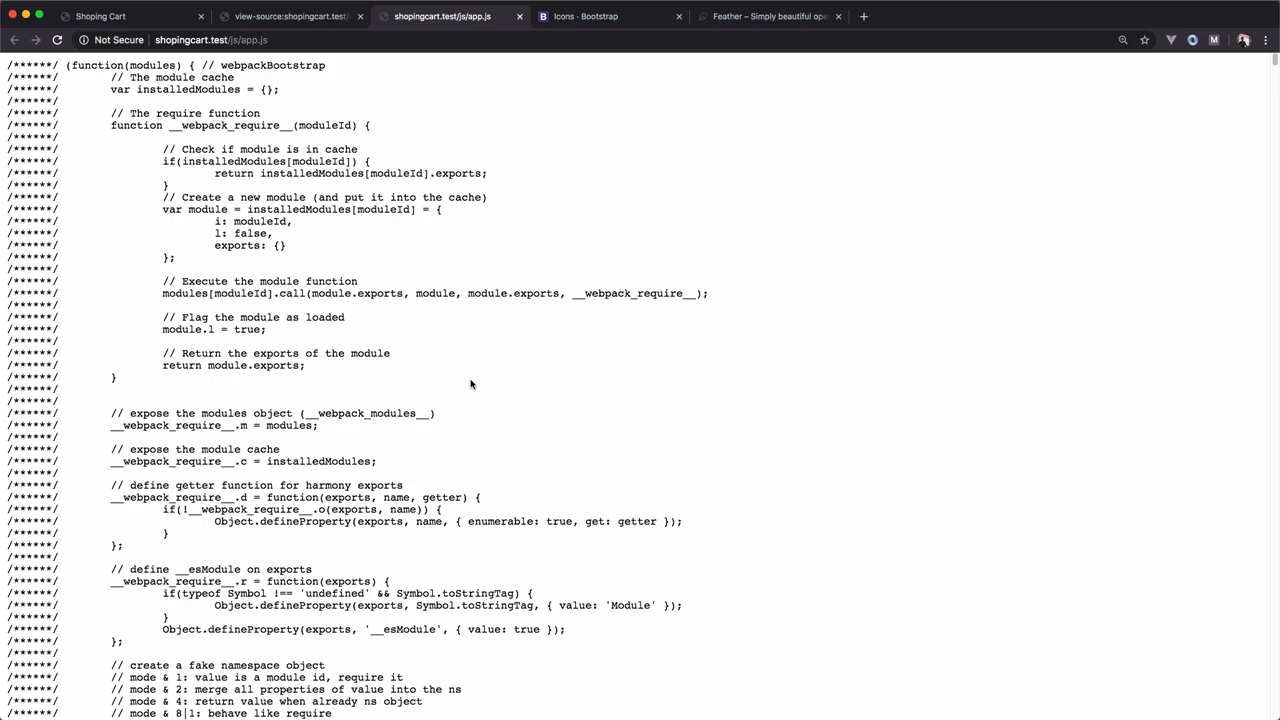 Shoping Cart
view-source:shopingcart.test/
shopingcart.test/js/app.js
Icons · Bootstrap
Feather – Simply beautiful ope
Not Secure
shopingcart.test/js/app.js
/******/ (function(modules) { // webpackBootstrap
/******/ // The module cache
/******/ var installedModules = {};
/******/
/******/ // The require function
/******/ function __webpack_require__(moduleId) {
/******/
/******/ // Check if module is in cache
/******/ if(installedModules[moduleId]) {
/******/ return installedModules[moduleId].exports;
/******/ }
/******/ // Create a new module (and put it into the cache)
/******/ var module = installedModules[moduleId] = {
/******/ i: moduleId,
/******/ l: false,
/******/ exports: {}
/******/ };
/******/
/******/ // Execute the module function
/******/ modules[moduleId].call(module.exports, module, module.exports, __webpack_require__);
/******/
/******/ // Flag the module as loaded
/******/ module.l = true;
/******/
/******/ // Return the exports of the module
/******/ return module.exports;
/******/ }
/******/
/******/
/******/ // expose the modules object (__webpack_modules__)
/******/ __webpack_require__.m = modules;
/******/
/******/ // expose the module cache
/******/ __webpack_require__.c = installedModules;
/******/
/******/ // define getter function for harmony exports
/******/ __webpack_require__.d = function(exports, name, getter) {
/******/ if(!__webpack_require__.o(exports, name)) {
/******/ Object.defineProperty(exports, name, { enumerable: true, get: getter });
/******/ }
/******/ };
/******/
/******/ // define __esModule on exports
/******/ __webpack_require__.r = function(exports) {
/******/ if(typeof Symbol !== 'undefined' && Symbol.toStringTag) {
/******/ Object.defineProperty(exports, Symbol.toStringTag, { value: 'Module' });
/******/ }
/******/ Object.defineProperty(exports, '__esModule', { value: true });
/******/ };
/******/
/******/ // create a fake namespace object
/******/ // mode & 1: value is a module id, require it
/******/ // mode & 2: merge all properties of value into the ns
/******/ // mode & 4: return value when already ns object
/******/ // mode & 8|1: behave like require